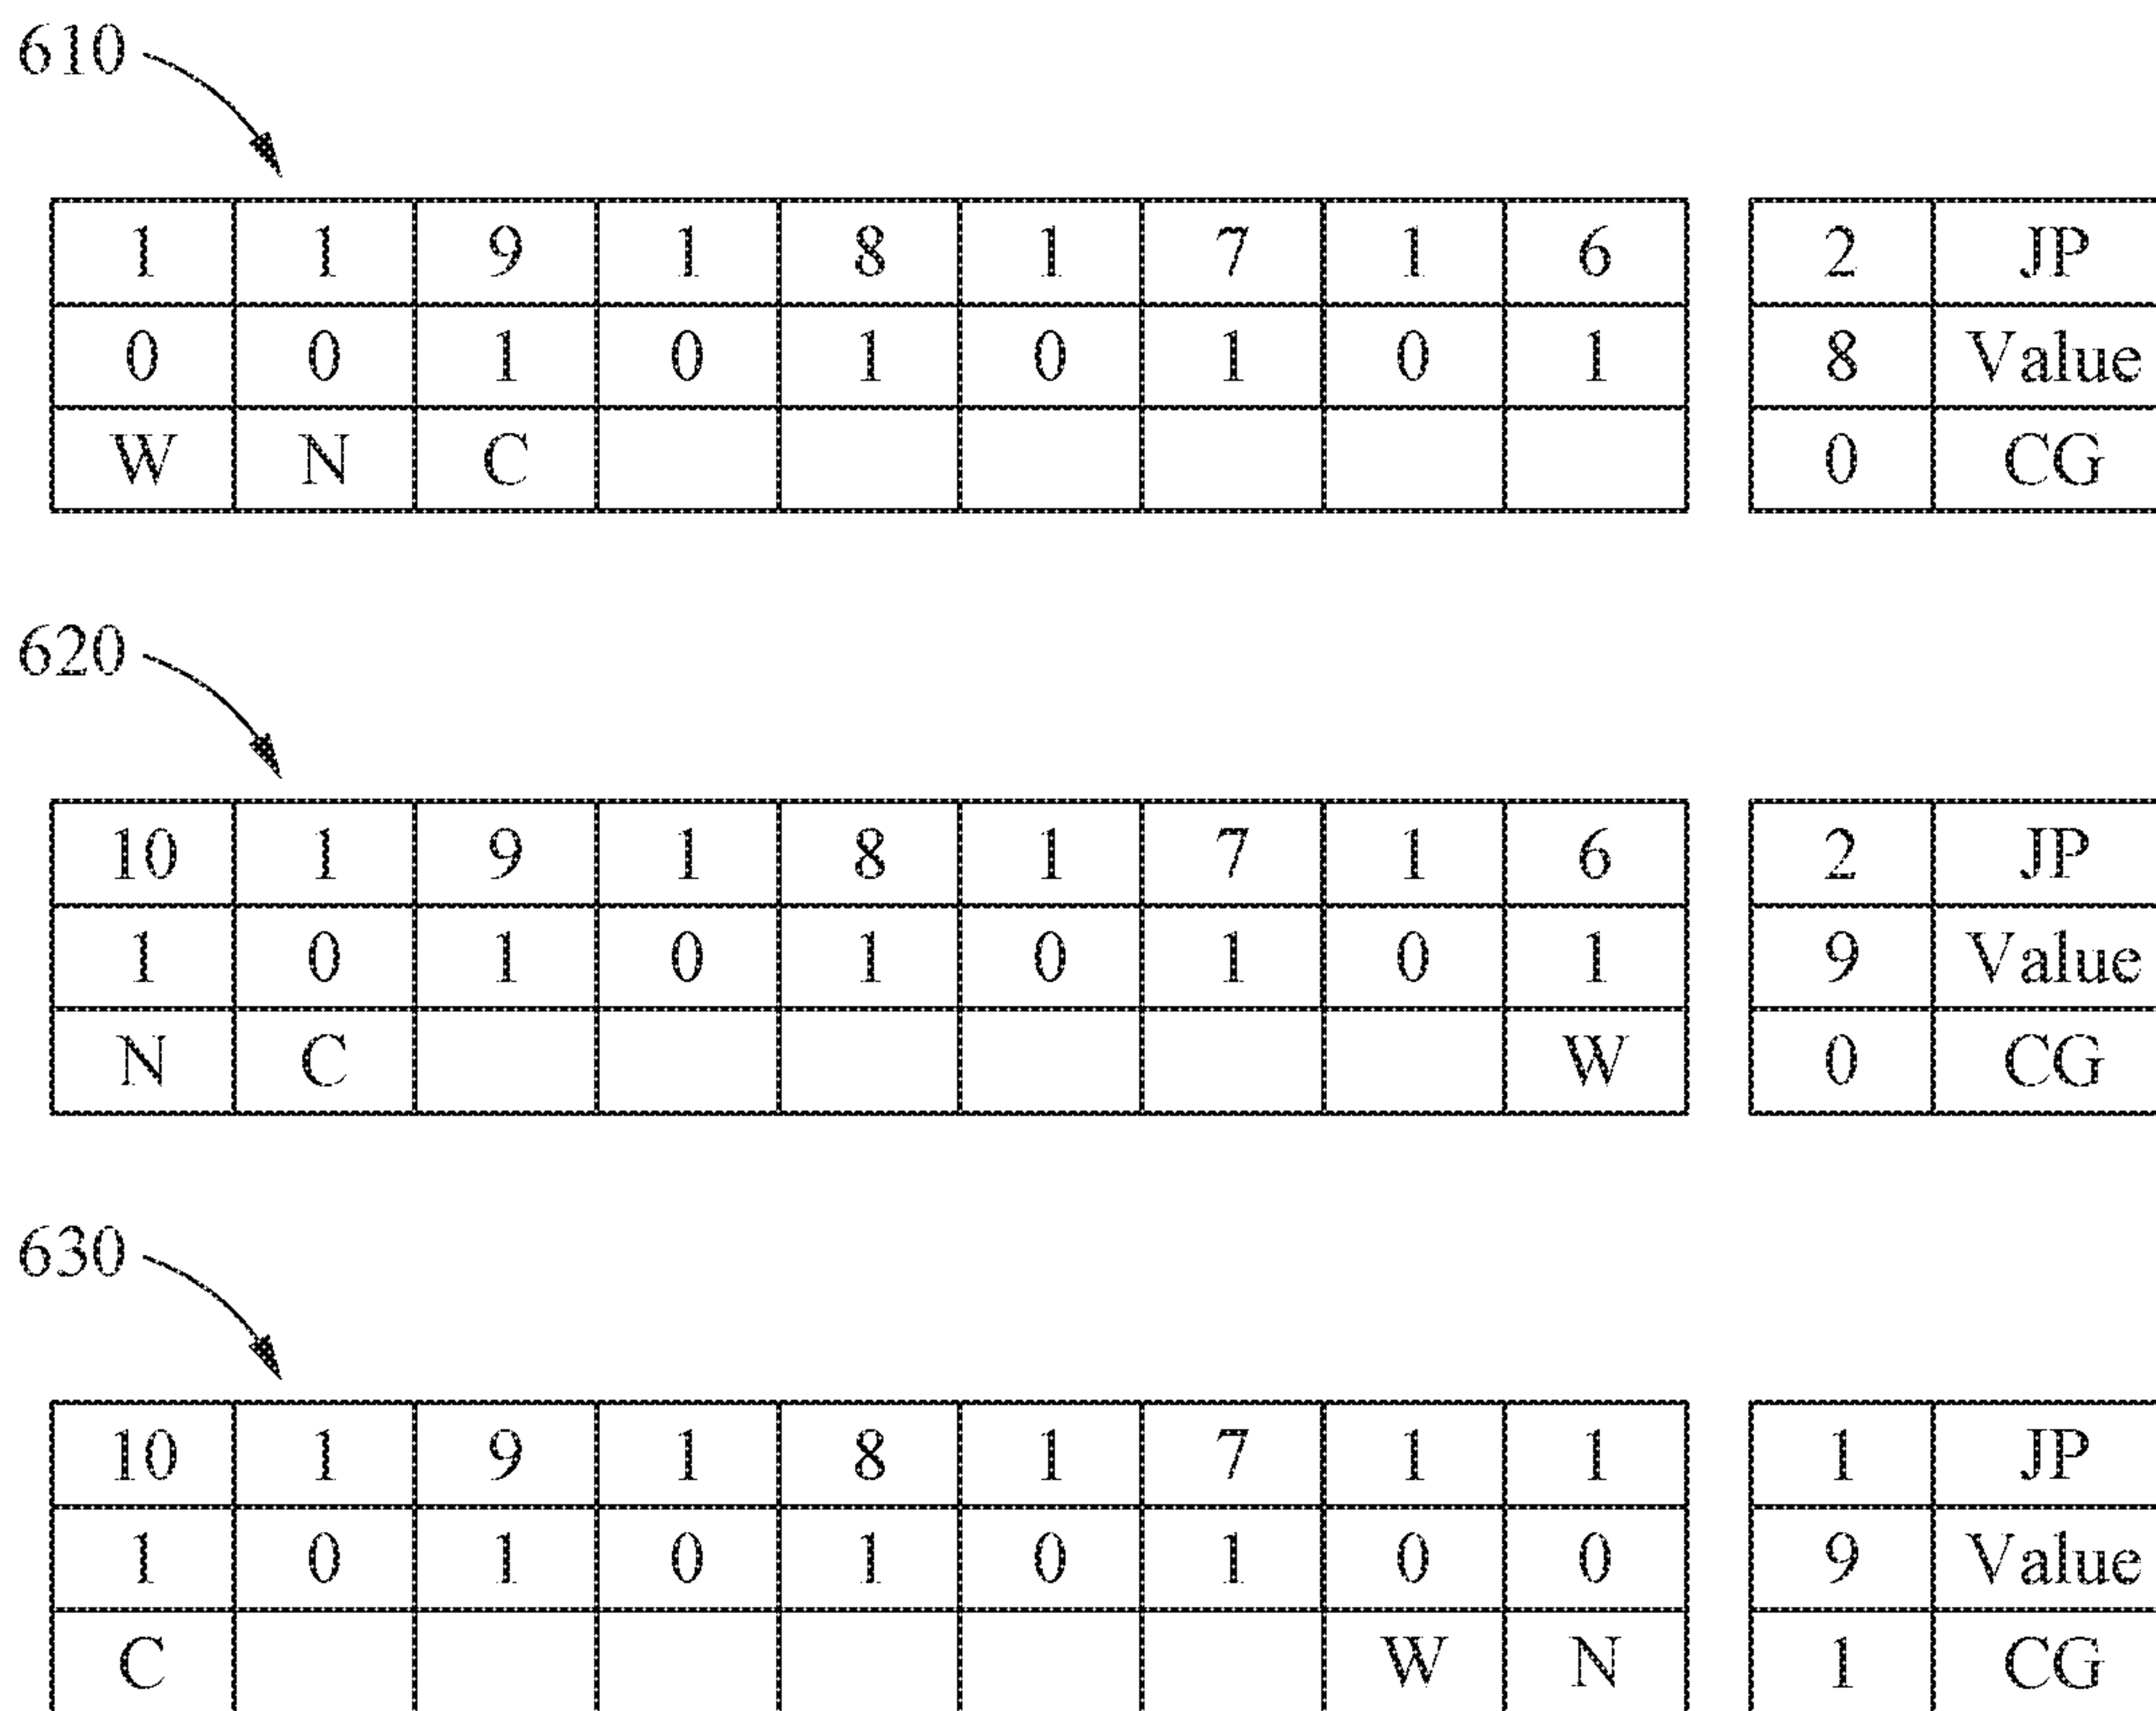 610
1 1 9 1 8 1 7 1 6 2 JP
0 0 1 0 1 0 1 0 1 8 Value
W N C 0 CG
620
10 1 9 1 8 1 7 1 6 2 JP
1 0 1 0 1 0 1 0 1 9 Value
N C W 0 CG
630
10 1 9 1 8 1 7 1 1 1 JP
1 0 1 0 1 0 1 0 0 9 Value
C W N 1 CG